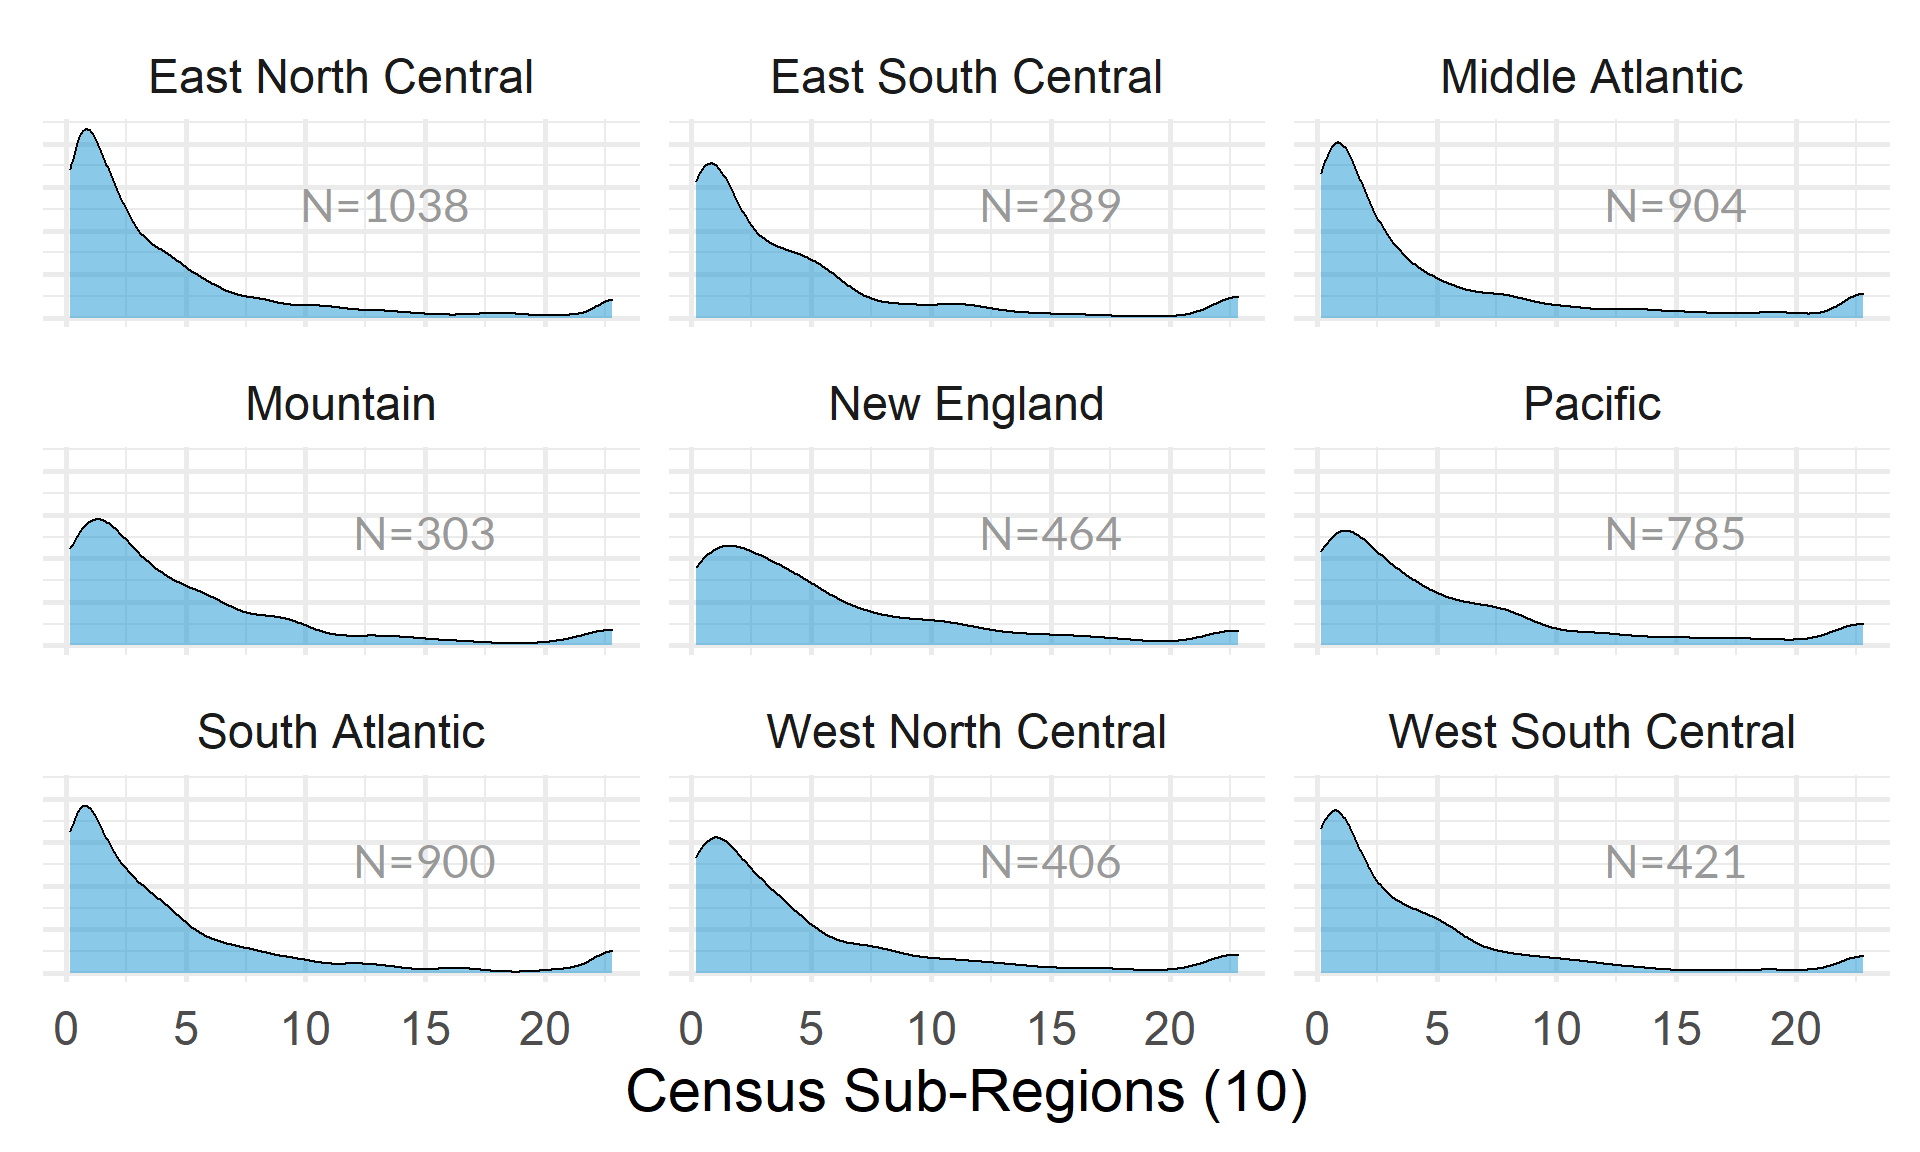 East North Central
East South Central
Middle Atlantic
N=1038
N=289
N=904
Mountain
New England
Pacific
N=303
N=464
N=785
South Atlantic
West North Central
West South Central
N=900
N=406
N=421
0 5 10 15 20
0 5 10 15 20
0 5 10 15 20
Census Sub-Regions (10)